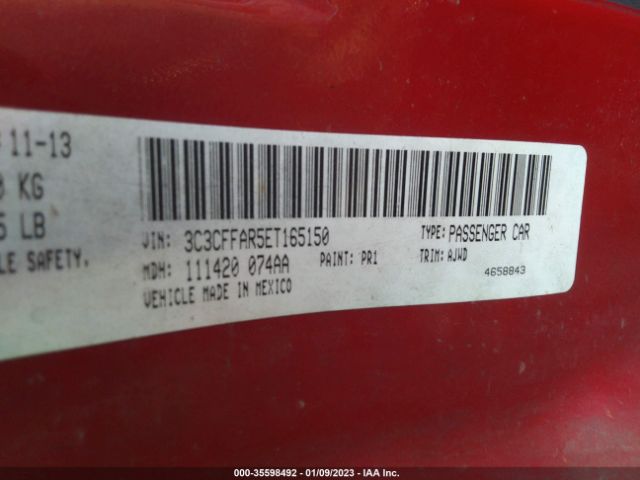 11-13
KG
LB
LE SAFETY.
VIN: 3C3CFFAR5ET165150
TYPE: PASSENGER CAR
MDH: 111420 074AA
PAINT: PR1
TRIM: AJWD
VEHICLE MADE IN MEXICO
4658843
000-35598492 - 01/09/2023 - IAA Inc.